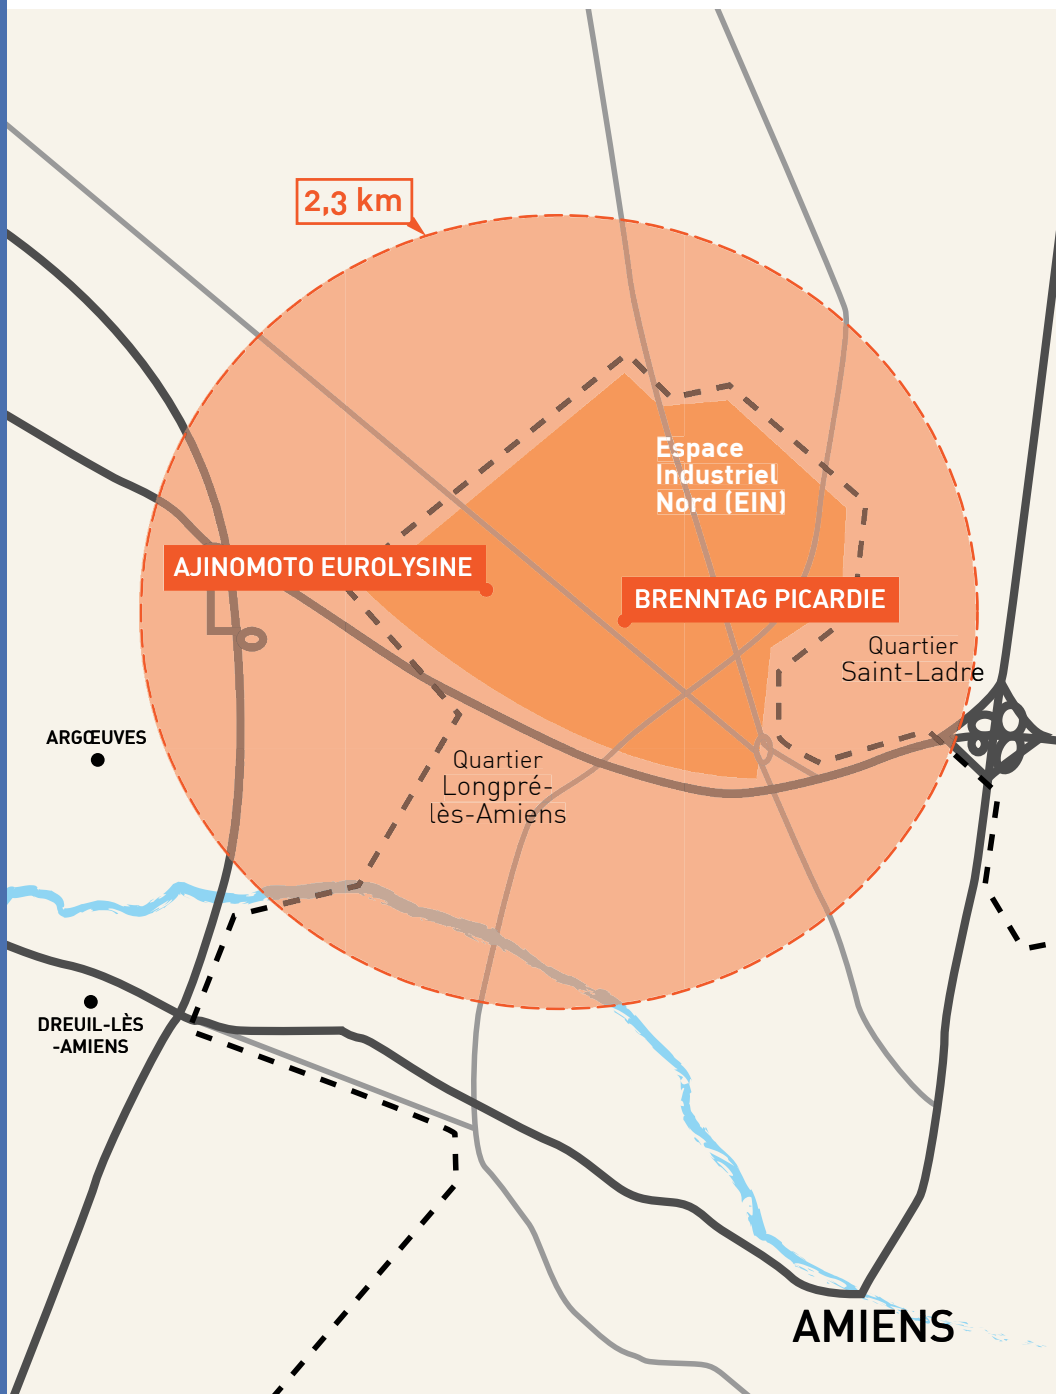 2,3 km
Espace
Industriel
Nord (EIN)
AJINOMOTO EUROLYSINE
BRENNTAG PICARDIE
Quartier
Saint-Ladre
ARGŒUVES
Quartier
Longpré-
lès-Amiens
DREUIL-LÈS
-AMIENS
AMIENS